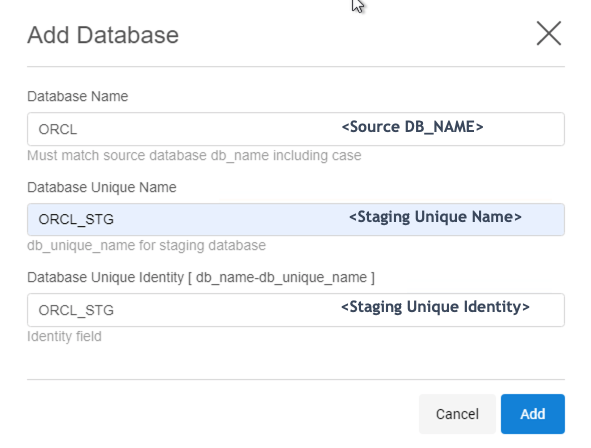 Add Database
Database Name
ORCL <Source DB_NAME>
Must match source database db_name including case
Database Unique Name
ORCL_STG <Staging Unique Name>
db_unique_name for staging database
Database Unique Identity [ db_name-db_unique_name ]
ORCL_STG <Staging Unique Identity>
Identity field
Cancel Add